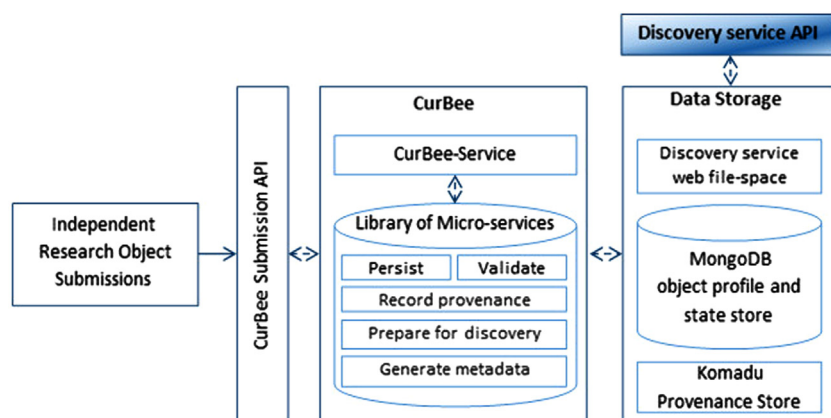 Discovery service API
Independent
Research Object
Submissions
CurBee Submission API
CurBee
CurBee-Service
Library of Micro-services
Persist
Validate
Record provenance
Prepare for discovery
Generate metadata
Data Storage
Discovery service
web file-space
MongoDB
object profile and
state store
Komadu
Provenance Store